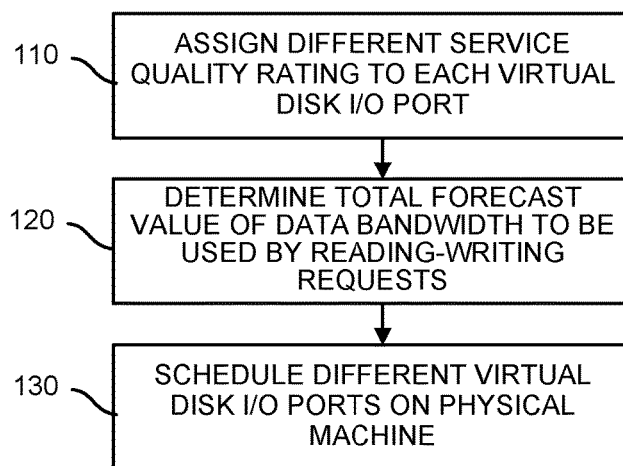 110
ASSIGN DIFFERENT SERVICE
QUALITY RATING TO EACH VIRTUAL
DISK I/O PORT
120
DETERMINE TOTAL FORECAST
VALUE OF DATA BANDWIDTH TO BE
USED BY READING-WRITING
REQUESTS
130
SCHEDULE DIFFERENT VIRTUAL
DISK I/O PORTS ON PHYSICAL
MACHINE